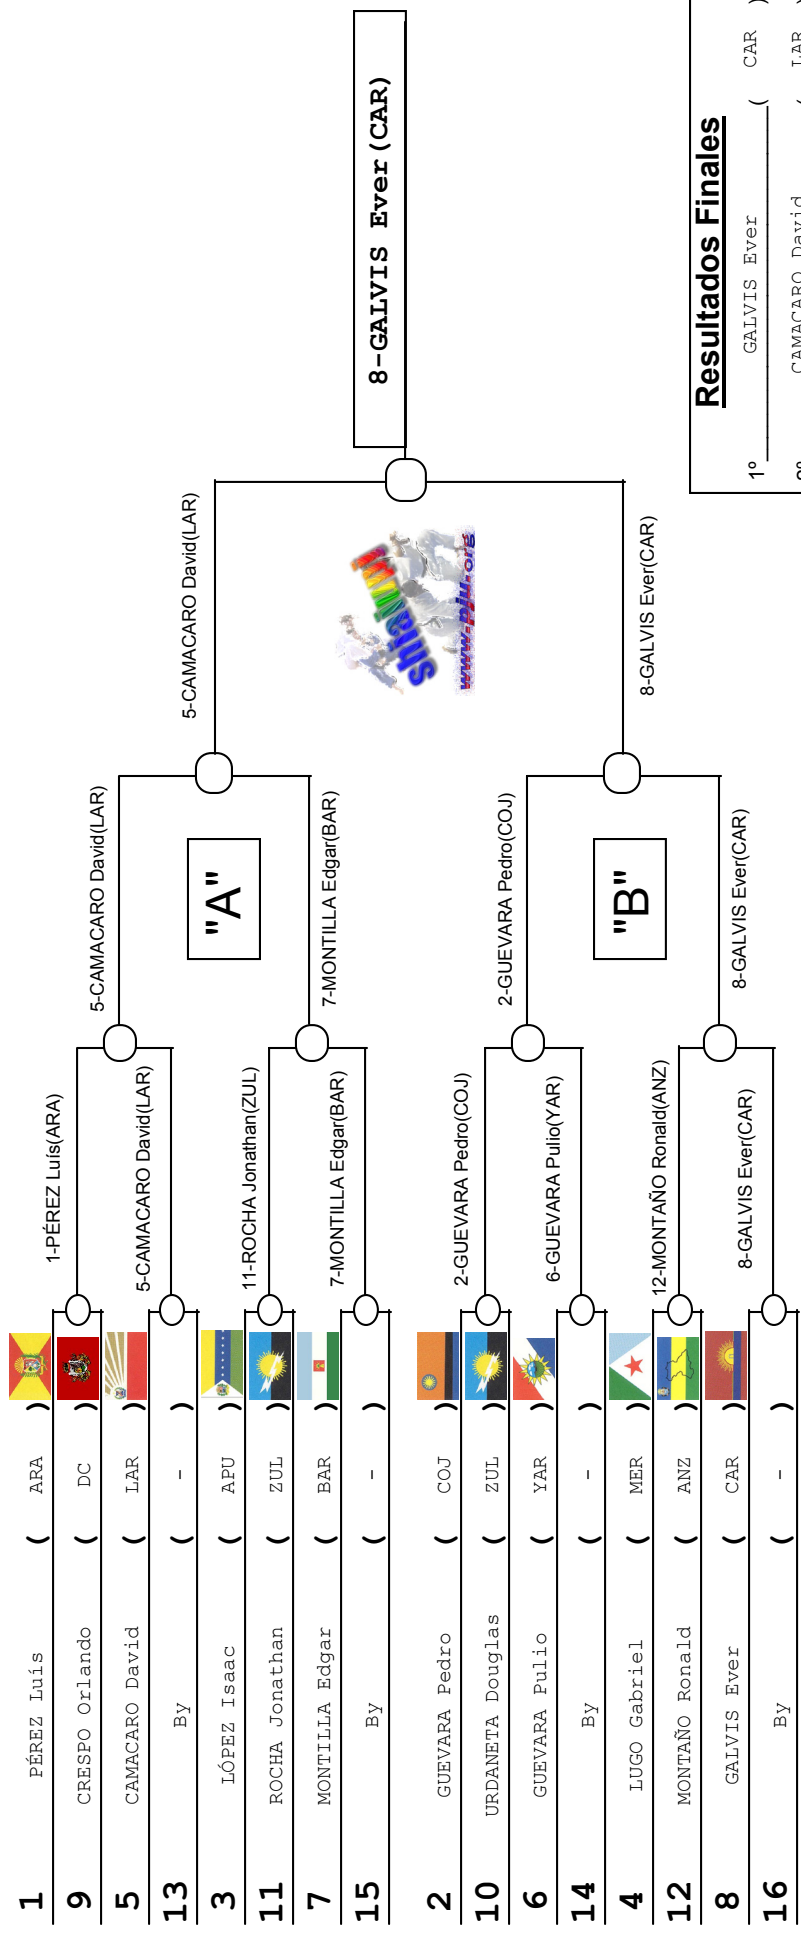 1 PÉREZ Luís ( ARA )
9 CRESPO Orlando ( DC )
5 CAMACARO David ( LAR )
13 By ( - )
3 LÓPEZ Isaac ( APU )
11 ROCHA Jonathan ( ZUL )
7 MONTILLA Edgar ( BAR )
15 By ( - )
2 GUEVARA Pedro ( COJ )
10 URDANETA Douglas ( ZUL )
6 GUEVARA Pulio ( YAR )
14 By ( - )
4 LUGO Gabriel ( MER )
12 MONTAÑO Ronald ( ANZ )
8 GALVIS Ever ( CAR )
16 By ( - )
1-PÉREZ Luís(ARA)
5-CAMACARO David(LAR)
11-ROCHA Jonathan(ZUL)
7-MONTILLA Edgar(BAR)
2-GUEVARA Pedro(COJ)
6-GUEVARA Pulio(YAR)
12-MONTAÑO Ronald(ANZ)
8-GALVIS Ever(CAR)
5-CAMACARO David(LAR)
7-MONTILLA Edgar(BAR)
2-GUEVARA Pedro(COJ)
8-GALVIS Ever(CAR)
"A"
"B"
5-CAMACARO David(LAR)
8-GALVIS Ever(CAR)
www.pju.org
8-GALVIS Ever(CAR)
Resultados Finales
1º GALVIS Ever ( CAR )
CAMACARO David ( LAR )